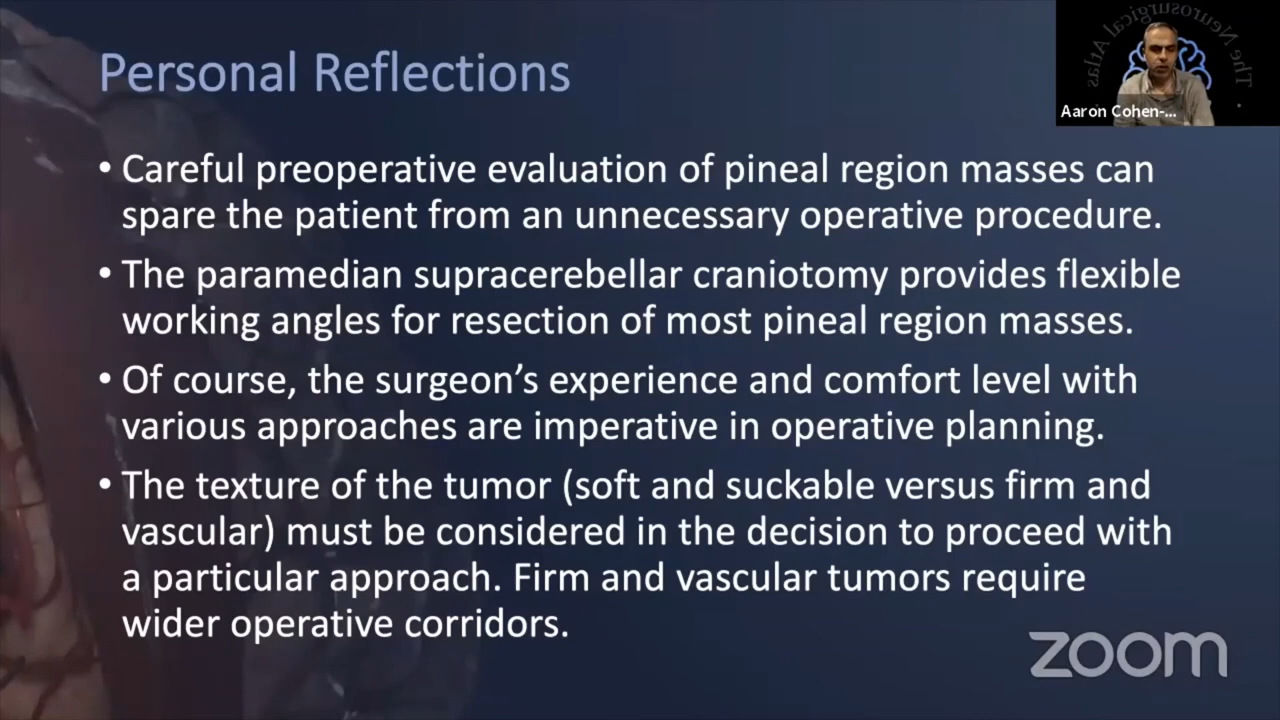 Personal Reflections
• Careful preoperative evaluation of pineal region masses can
spare the patient from an unnecessary operative procedure.
• The paramedian supracerebellar craniotomy provides flexible
working angles for resection of most pineal region masses.
• Of course, the surgeon’s experience and comfort level with
various approaches are imperative in operative planning.
• The texture of the tumor (soft and suckable versus firm and
vascular) must be considered in the decision to proceed with
a particular approach. Firm and vascular tumors require
wider operative corridors.
The Neurosurgical Atlas
Aaron Cohen-...
zoom